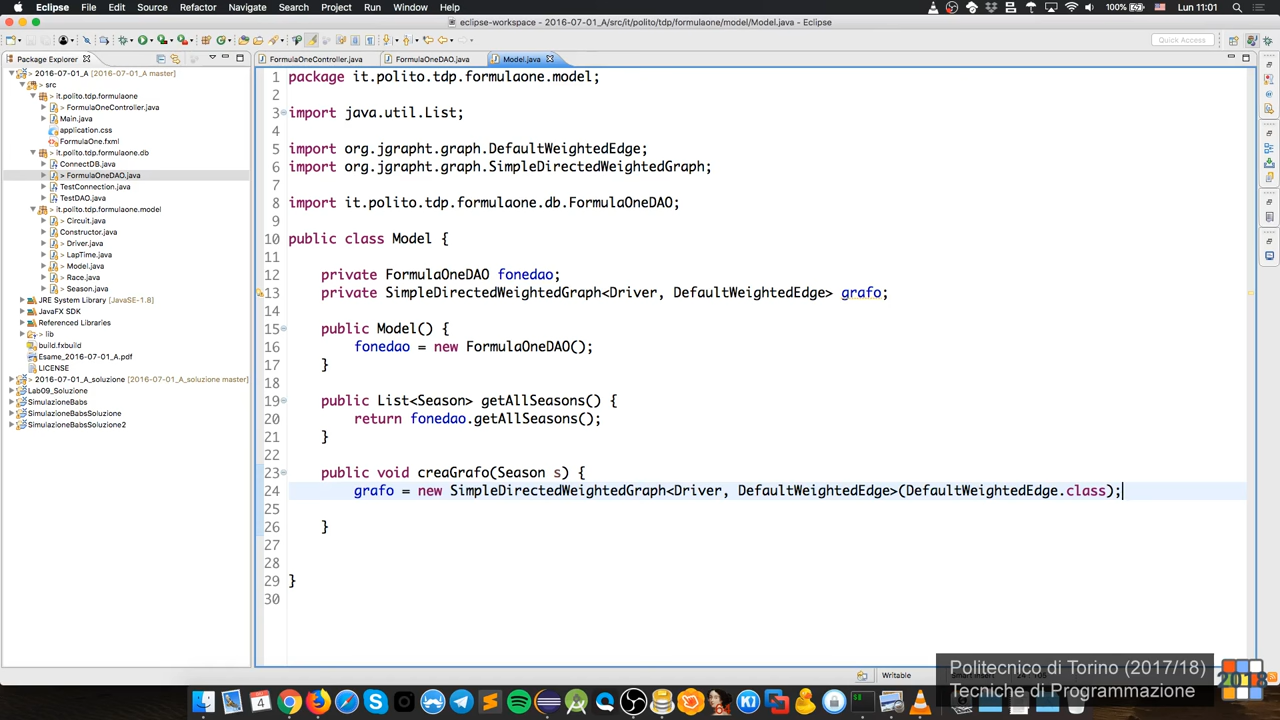 Eclipse File Edit Source Refactor Navigate Search Project Run Window Help 100% Lun 11:01
eclipse-workspace - 2016-07-01_A/src/it/polito/tdp/formulaone/model/Model.java - Eclipse
Quick Access
Package Explorer
2016-07-01_A [2016-07-01_A master]
src
it.polito.tdp.formulaone
> FormulaOneController.java
Main.java
application.css
FormulaOne.fxml
it.polito.tdp.formulaone.db
ConnectDB.java
> FormulaOneDAO.java
TestConnection.java
TestDAO.java
> it.polito.tdp.formulaone.model
> Circuit.java
Constructor.java
> Driver.java
> LapTime.java
> Model.java
> Race.java
> Season.java
JRE System Library [JavaSE-1.8]
JavaFX SDK
Referenced Libraries
> lib
build.fxbuild
Esame_2016-07-01_A.pdf
LICENSE
> 2016-07-01_A_soluzione [2016-07-01_A_soluzione master]
Lab09_Soluzione
SimulazioneBabs
SimulazioneBabsSoluzione
SimulazioneBabsSoluzione2
FormulaOneController.java FormulaOneDAO.java Model.java
1 package it.polito.tdp.formulaone.model;
2
3 import java.util.List;
4
5 import org.jgrapht.graph.DefaultWeightedEdge;
6 import org.jgrapht.graph.SimpleDirectedWeightedGraph;
7
8 import it.polito.tdp.formulaone.db.FormulaOneDAO;
9
10 public class Model {
11
12 private FormulaOneDAO fonedao;
13 private SimpleDirectedWeightedGraph<Driver, DefaultWeightedEdge> grafo;
14
15 public Model() {
16 fonedao = new FormulaOneDAO();
17 }
18
19 public List<Season> getAllSeasons() {
20 return fonedao.getAllSeasons();
21 }
22
23 public void creaGrafo(Season s) {
24 grafo = new SimpleDirectedWeightedGraph<Driver, DefaultWeightedEdge>(DefaultWeightedEdge.class);
25
26 }
27
28
29 }
30
Writable
Politecnico di Torino (2017/18)
Tecniche di Programmazione
2018